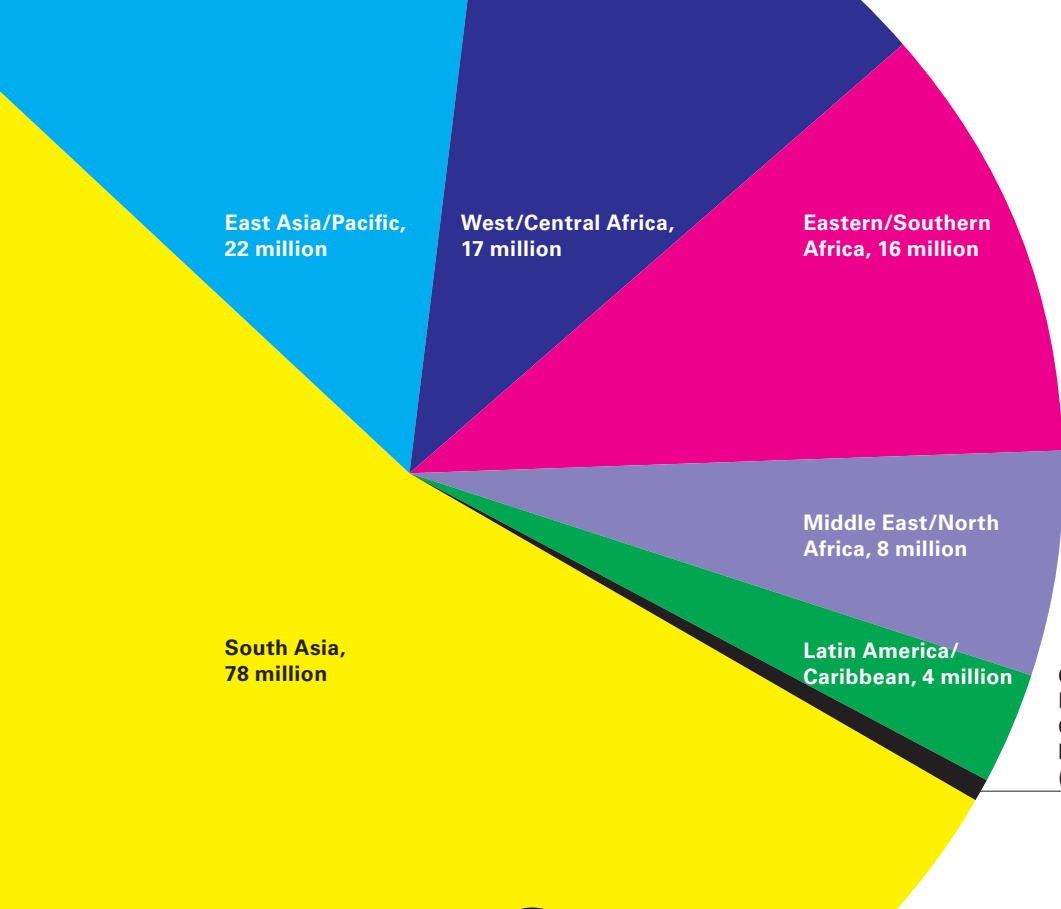 East Asia/Pacific,
22 million
West/Central Africa,
17 million
Eastern/Southern
Africa, 16 million
Middle East/North
Africa, 8 million
South Asia,
78 million
Latin America/
Caribbean, 4 million